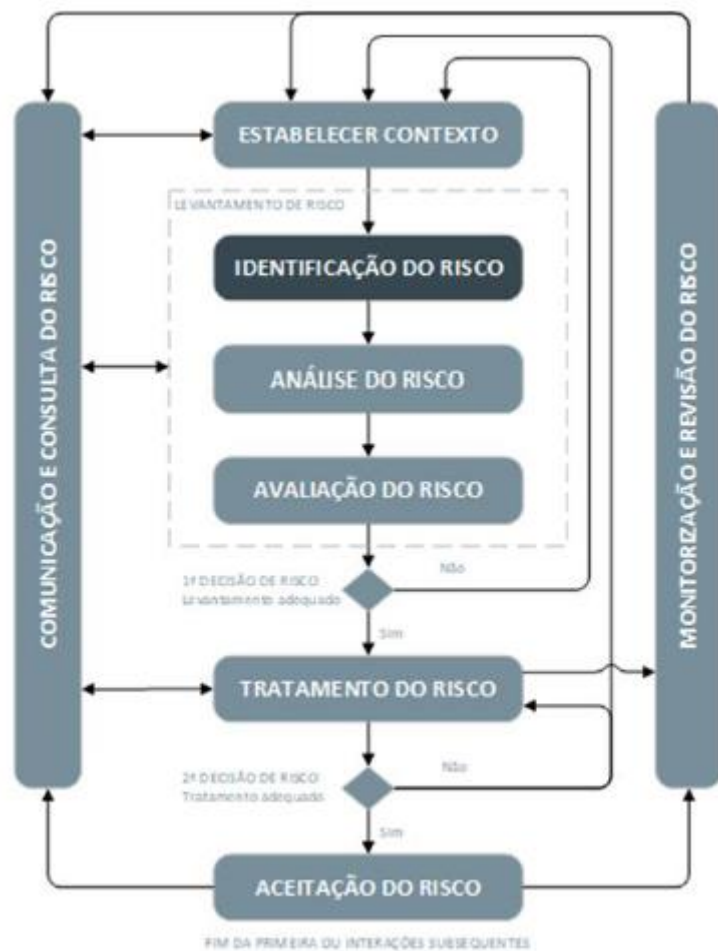 ESTABELECER CONTEXTO
LEVANTAMENTO DE RISCO
IDENTIFICAÇÃO DO RISCO
ANÁLISE DO RISCO
AVALIAÇÃO DO RISCO
1ª DECISÃO DE RISCO
Levantamento adequado
Não
Sim
TRATAMENTO DO RISCO
2ª DECISÃO DE RISCO
Tratamento adequado
Não
Sim
ACEITAÇÃO DO RISCO
FIM DA PRIMEIRA OU INTERAÇÕES SUBSEQUENTES
COMUNICAÇÃO E CONSULTA DO RISCO
MONITORIZAÇÃO E REVISÃO DO RISCO